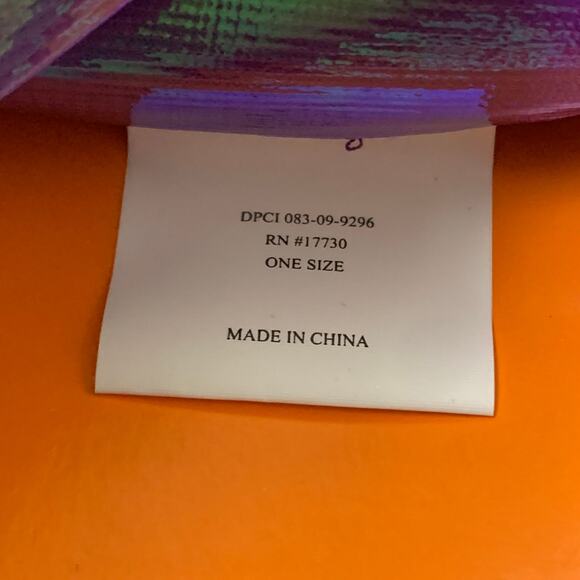 DPCI 083-09-9296
RN #17730
ONE SIZE
MADE IN CHINA